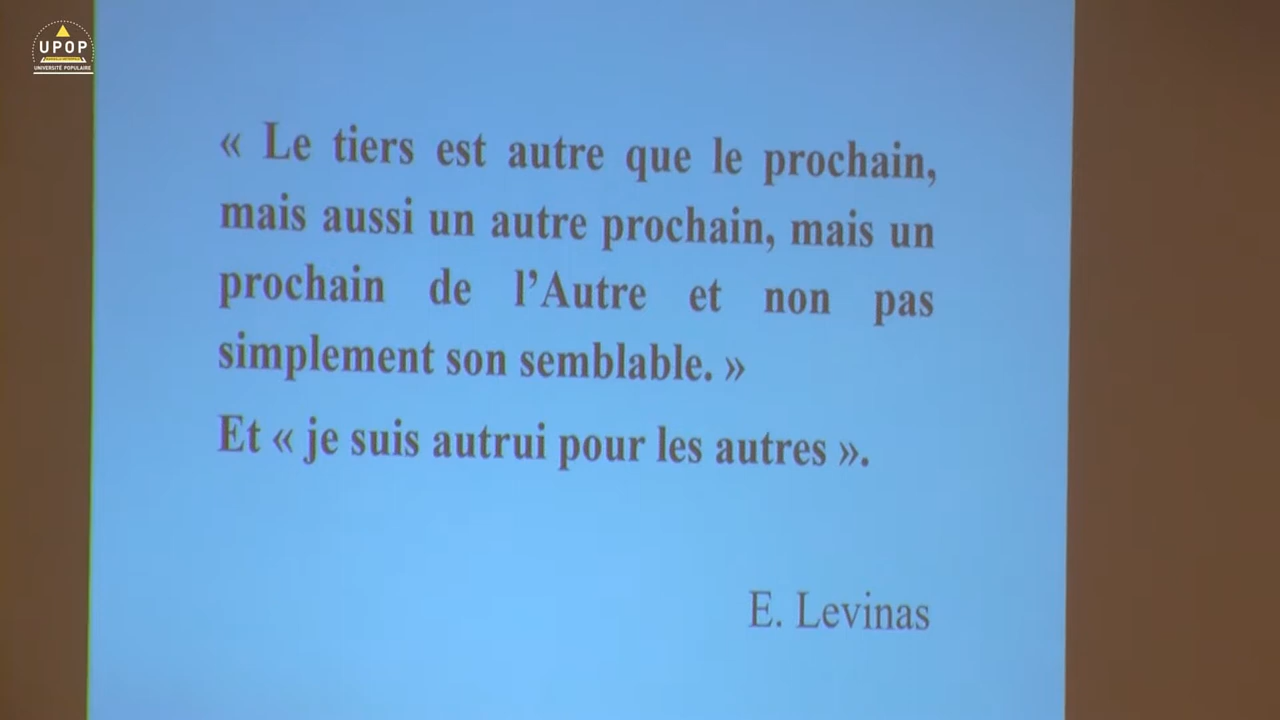 UPOP
UNIVERSITÉ POPULAIRE
« Le tiers est autre que le prochain,
mais aussi un autre prochain, mais un
prochain de l’Autre et non pas
simplement son semblable. »
Et « je suis autrui pour les autres ».
E. Levinas